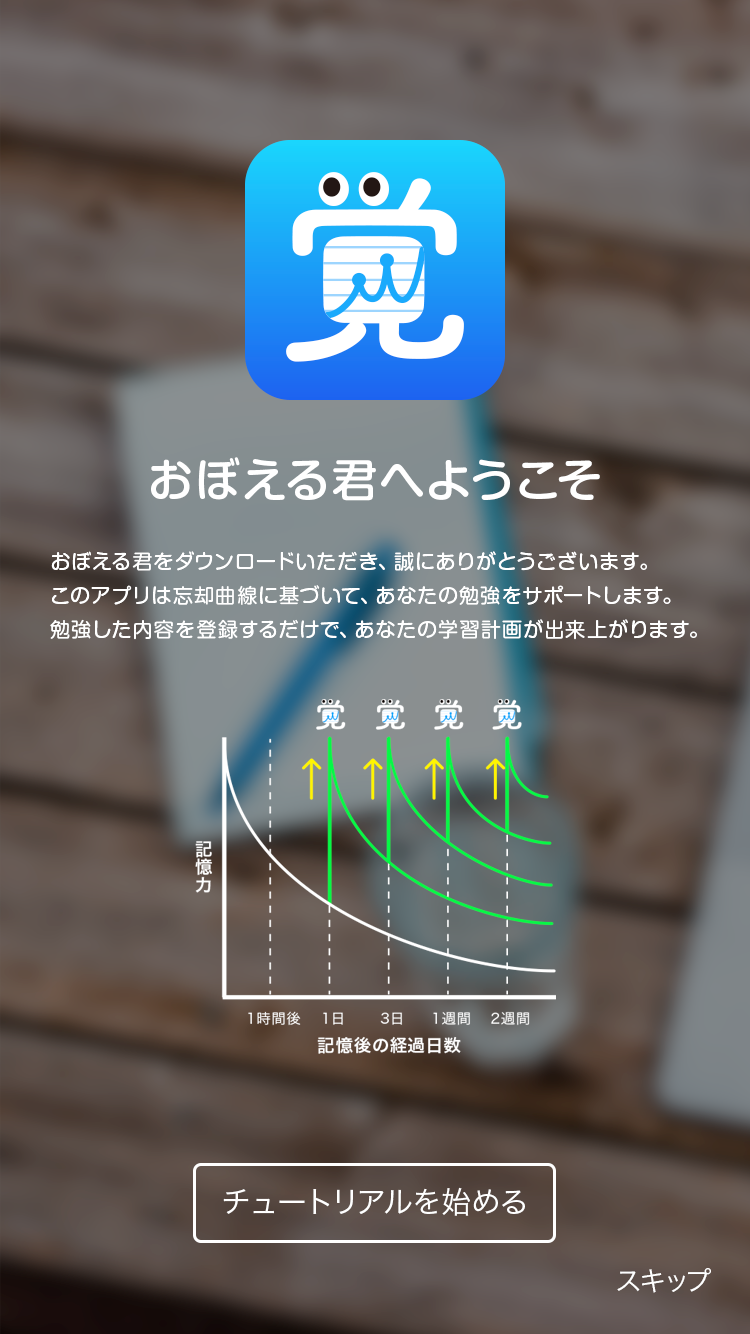 覚
おぼえる君へようこそ
おぼえる君をダウンロードいただき、誠にありがとうございます。
このアプリは忘却曲線に基づいて、あなたの勉強をサポートします。
勉強した内容を登録するだけで、あなたの学習計画が出来上がります。
覚 覚 覚 覚
記憶力
1時間後 1日 3日 1週間 2週間
記憶後の経過日数
チュートリアルを始める
スキップ